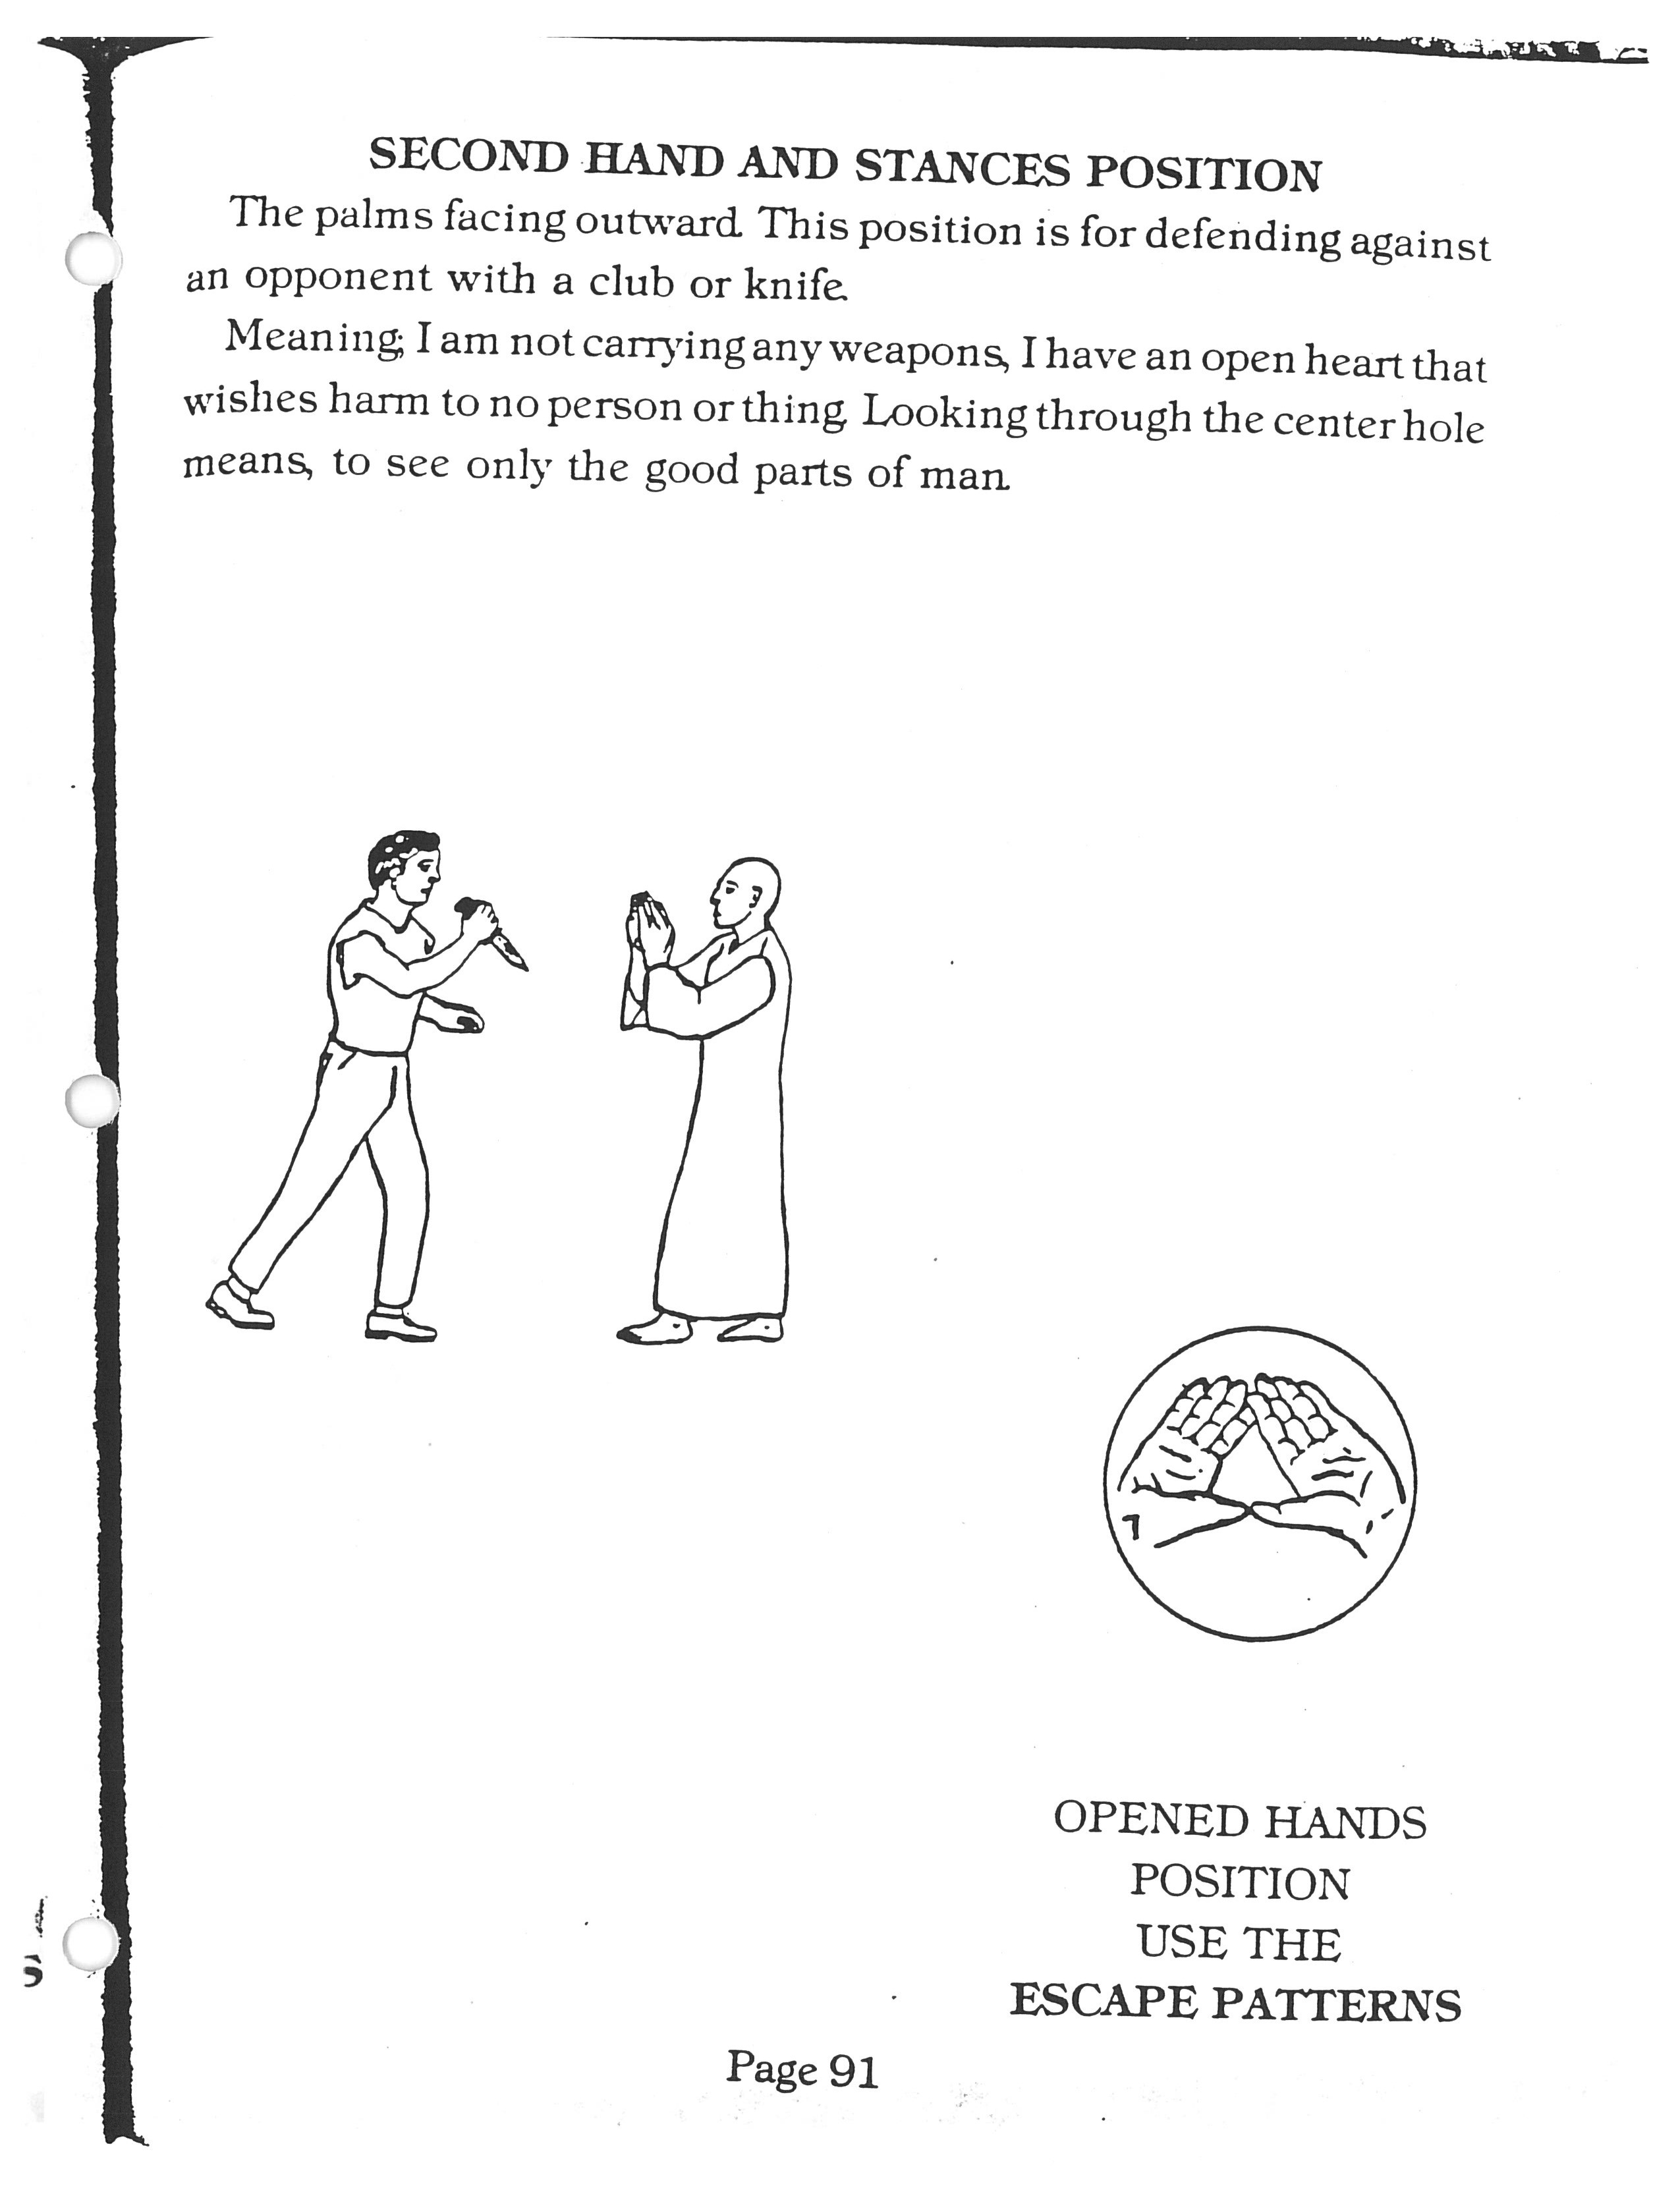 SECOND HAND AND STANCES POSITION
The palms facing outward. This position is for defending against
an opponent with a club or knife.
Meaning; I am not carrying any weapons, I have an open heart that
wishes harm to no person or thing. Looking through the center hole
means, to see only the good parts of man.
7
OPENED HANDS
POSITION
USE THE
ESCAPE PATTERNS
Page 91